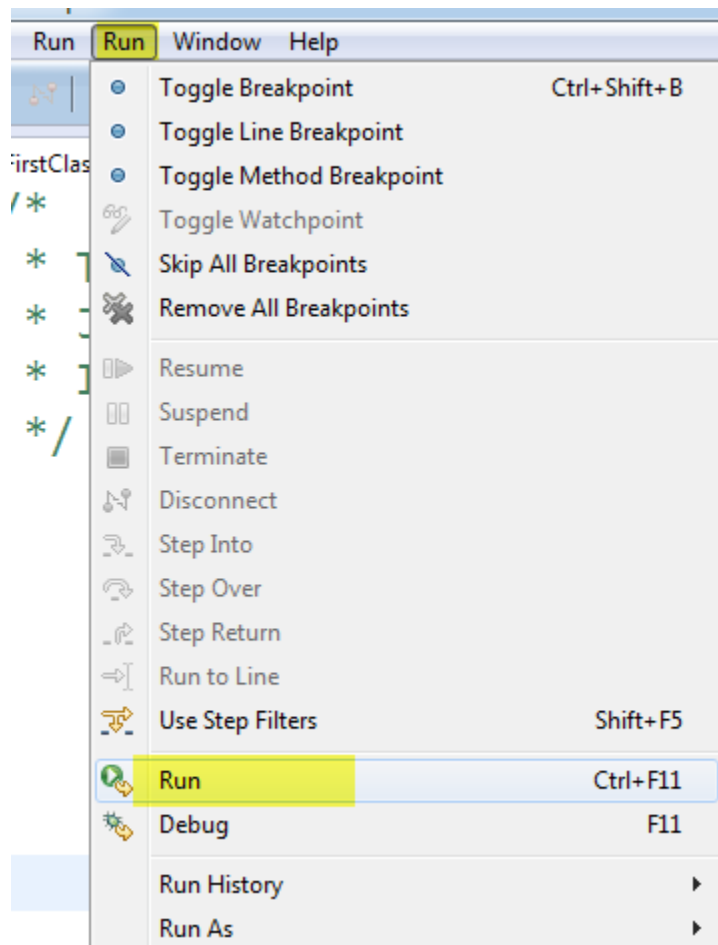 Run Run Window Help
FirstClas
/*
*
*
*
*/
Toggle Breakpoint Ctrl+Shift+B
Toggle Line Breakpoint
Toggle Method Breakpoint
Toggle Watchpoint
Skip All Breakpoints
Remove All Breakpoints
Resume
Suspend
Terminate
Disconnect
Step Into
Step Over
Step Return
Run to Line
Use Step Filters Shift+F5
Run Ctrl+F11
Debug F11
Run History
Run As